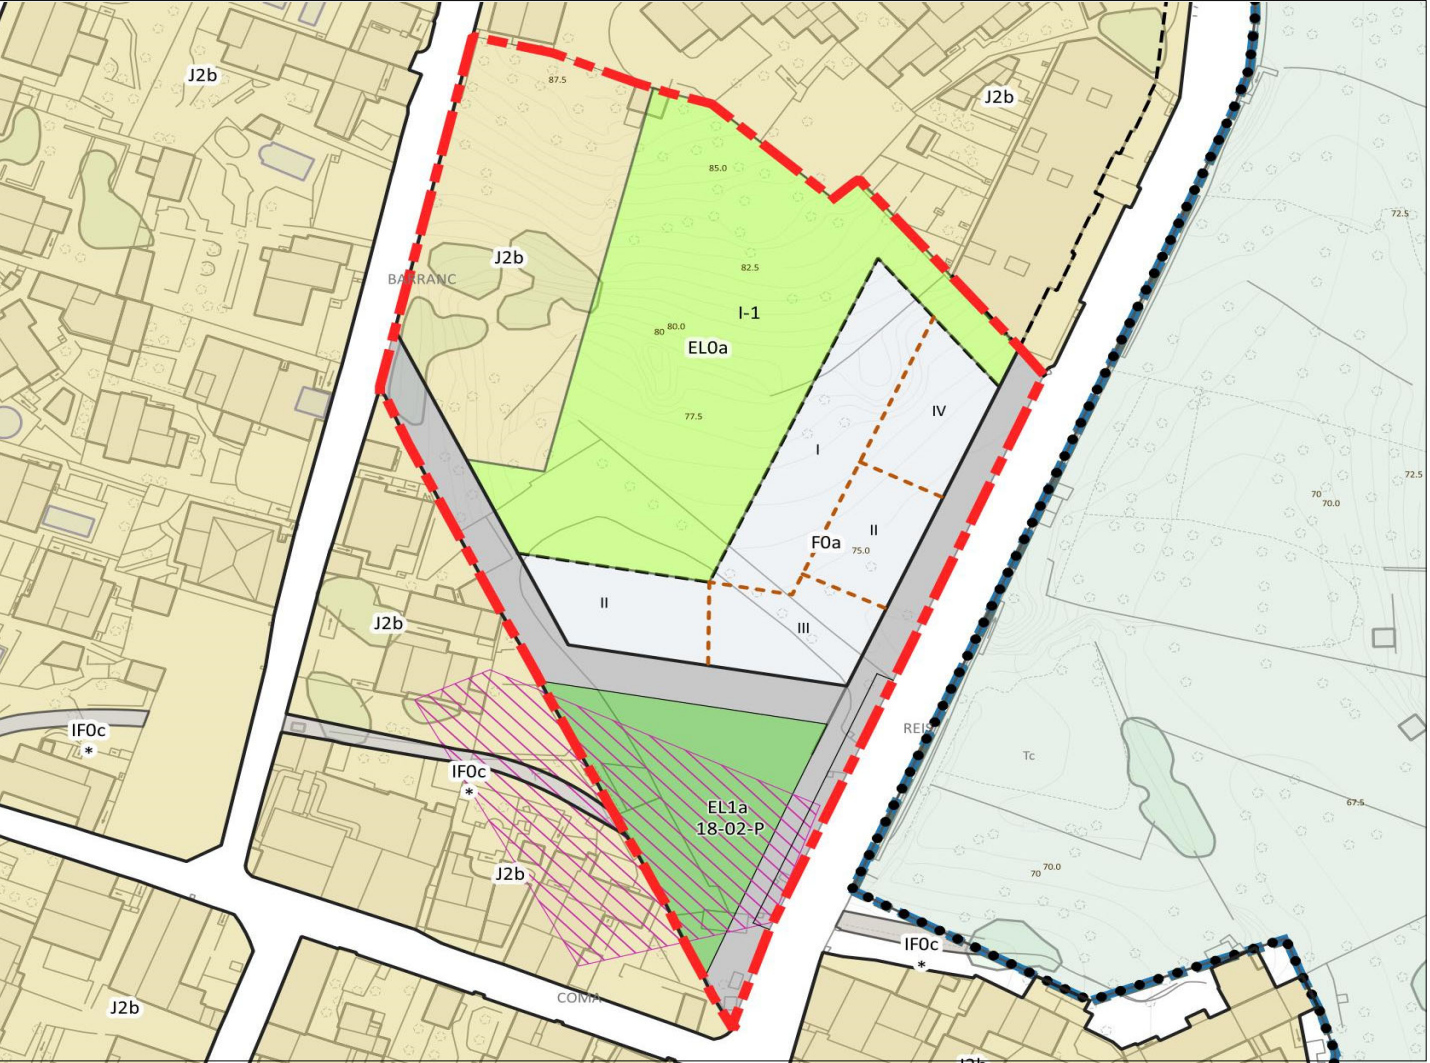 J2b
J2b
87.5
85.0
72.5
J2b
82.5
BARRANC
I-1
80
80.0
EL0a
IV
77.5
I
72.5
70
70.0
II
F0a
75.0
II
J2b
III
IF0c
*
REIS
Tc
IF0c
*
EL1a
18-02-P
67.5
J2b
70
70.0
IF0c
*
COMA
J2b
J2b